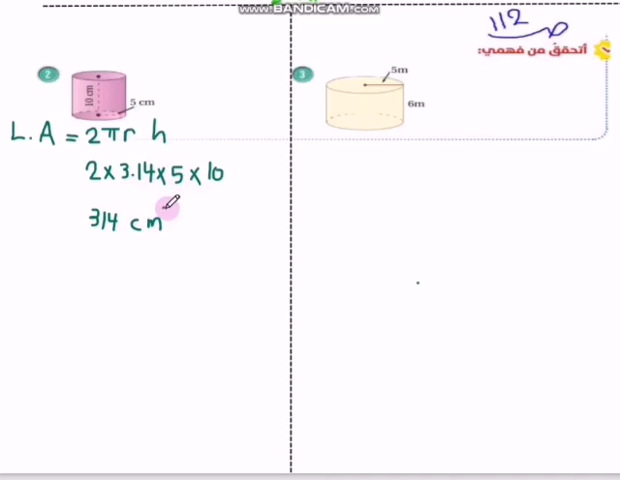 www.BANDICAM.com
112 ص
أتحقق من فهمي:
2
10 cm
5 cm
L.A = 2πr h
2 x 3.14 x 5 x 10
314 cm
3
5m
6m